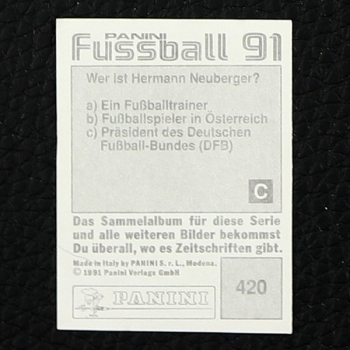 PANINI
Fussball 91
Wer ist Hermann Neuberger?
a) Ein Fußballtrainer
b) Fußballspieler in Österreich
c) Präsident des Deutschen
Fußball-Bundes (DFB)
C
Das Sammelalbum für diese Serie
und alle weiteren Bilder bekommst
Du überall, wo es Zeitschriften gibt.
Made in Italy by PANINI S. r. L., Modena.
© 1991 Panini Verlags GmbH
PANINI
420